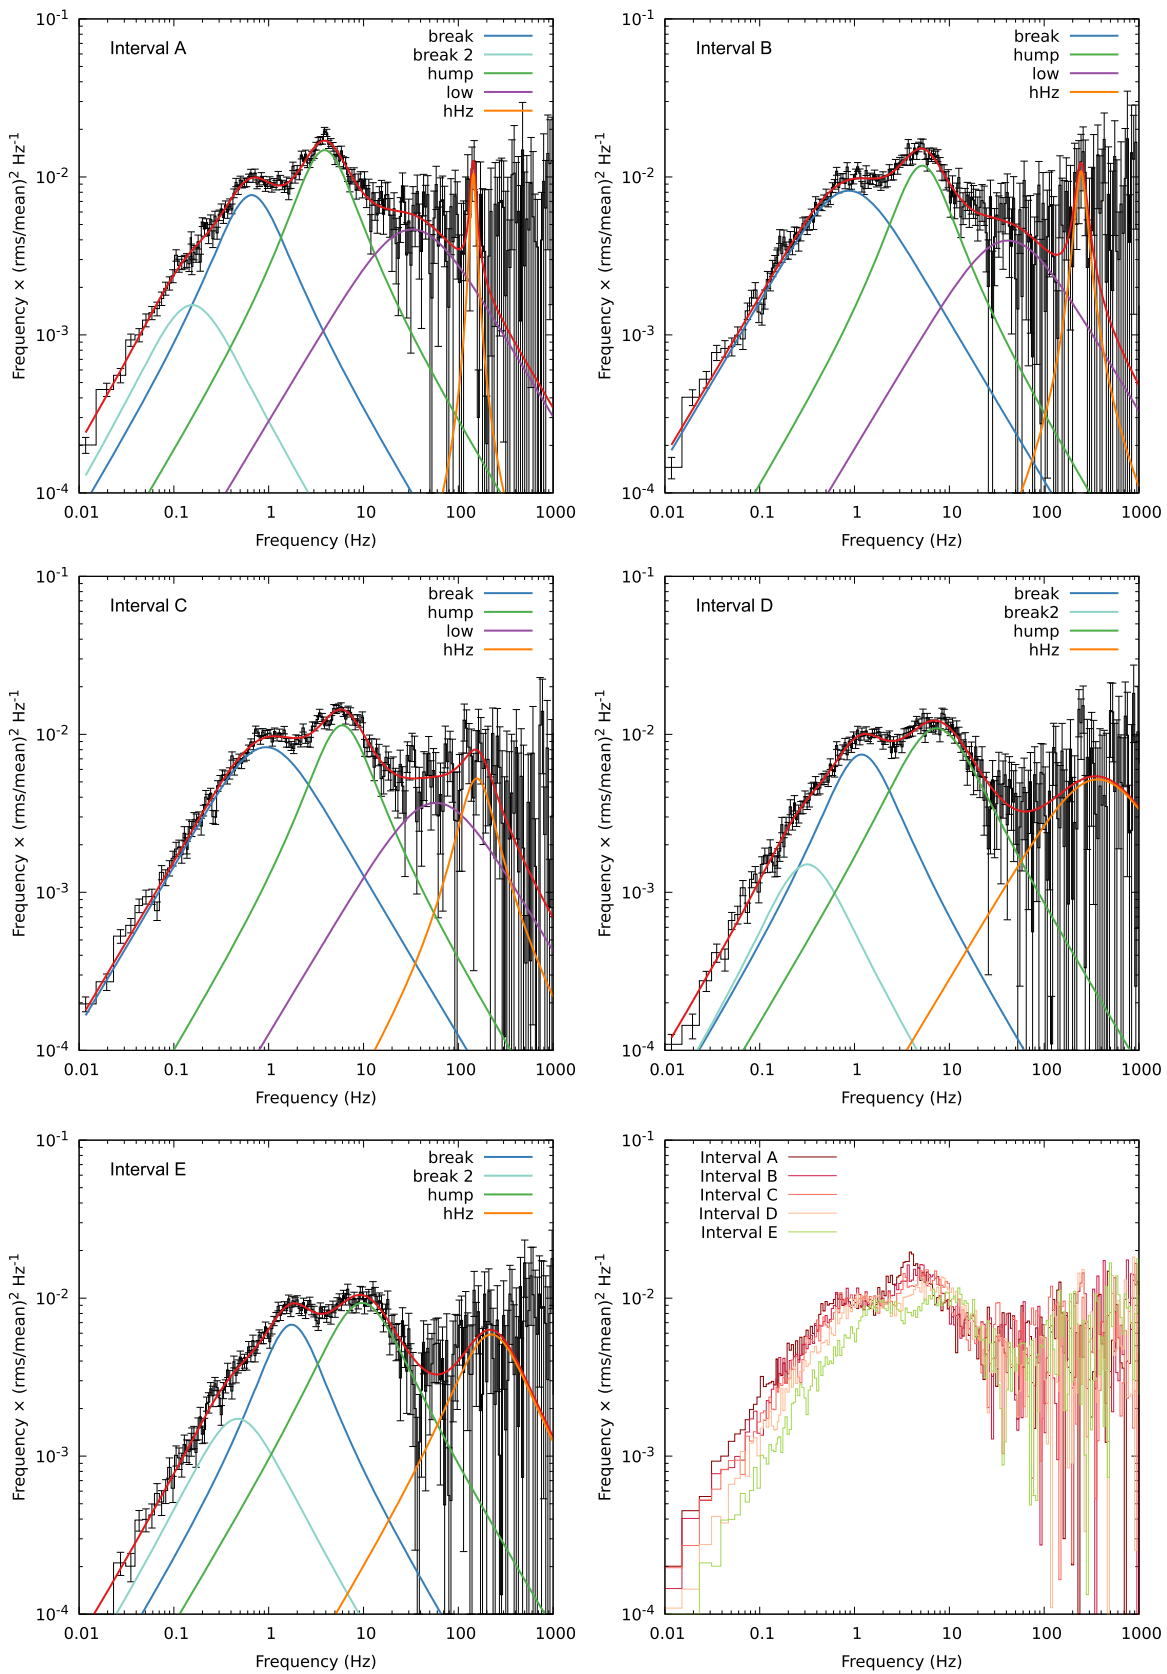 Interval A
break
break 2
hump
low
hHz
10-1
10-2
10-3
10-4
Frequency × (rms/mean)2 Hz-1
0.01 0.1 1 10 100 1000
Frequency (Hz)
Interval B
break
hump
low
hHz
10-1
10-2
10-3
10-4
Frequency × (rms/mean)2 Hz-1
0.01 0.1 1 10 100 1000
Frequency (Hz)
Interval C
break
hump
low
hHz
10-1
10-2
10-3
10-4
Frequency × (rms/mean)2 Hz-1
0.01 0.1 1 10 100 1000
Frequency (Hz)
Interval D
break
break2
hump
hHz
10-1
10-2
10-3
10-4
Frequency × (rms/mean)2 Hz-1
0.01 0.1 1 10 100 1000
Frequency (Hz)
Interval E
break
break 2
hump
hHz
10-1
10-2
10-3
10-4
Frequency × (rms/mean)2 Hz-1
0.01 0.1 1 10 100 1000
Frequency (Hz)
Interval A
Interval B
Interval C
Interval D
Interval E
10-1
10-2
10-3
10-4
Frequency × (rms/mean)2 Hz-1
0.01 0.1 1 10 100 1000
Frequency (Hz)